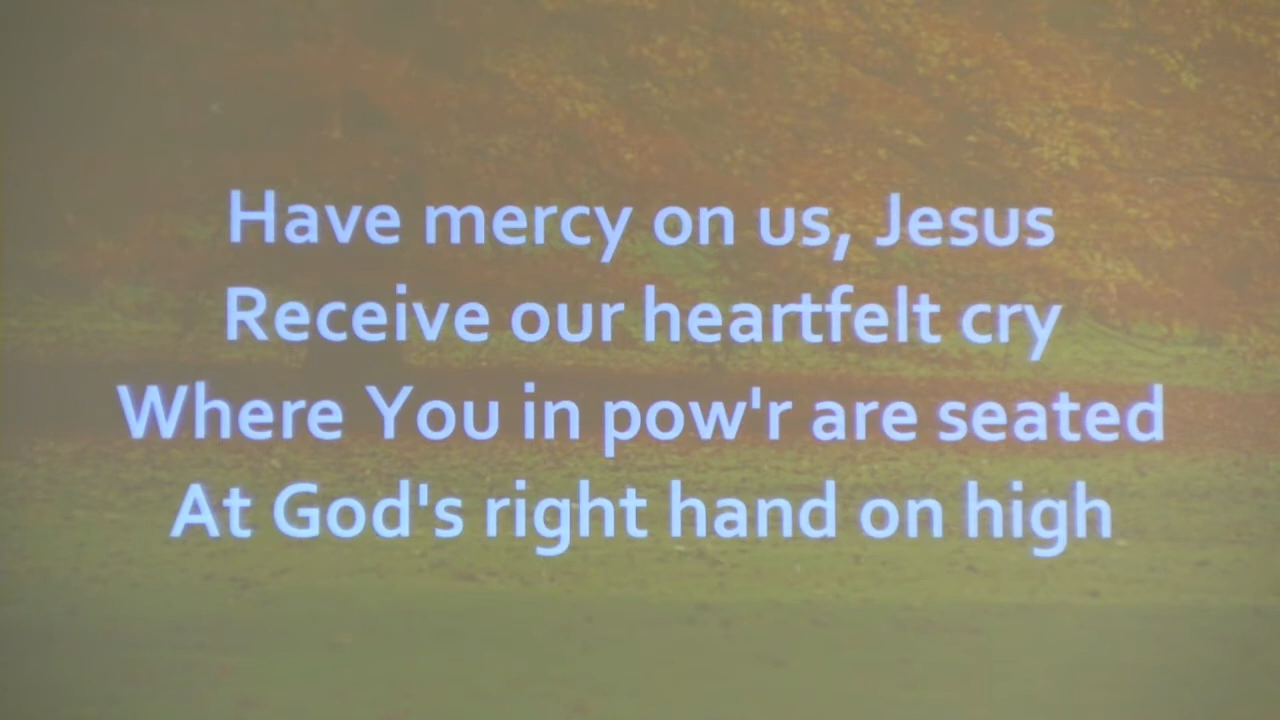 Have mercy on us, Jesus
Receive our heartfelt cry
Where You in pow'r are seated
At God's right hand on high